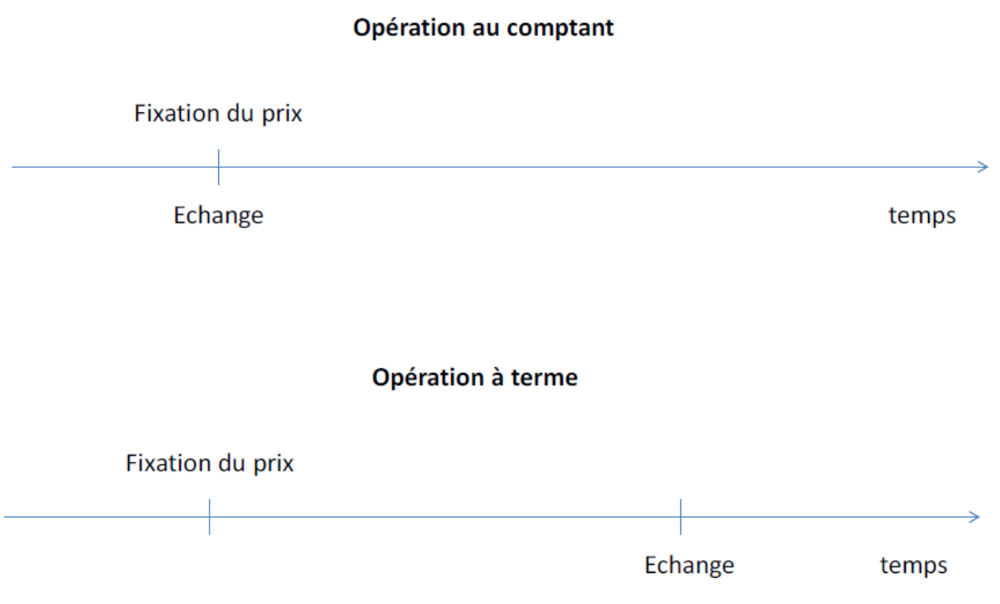 Opération au comptant
Fixation du prix
Echange
temps
Opération à terme
Fixation du prix
Echange
temps